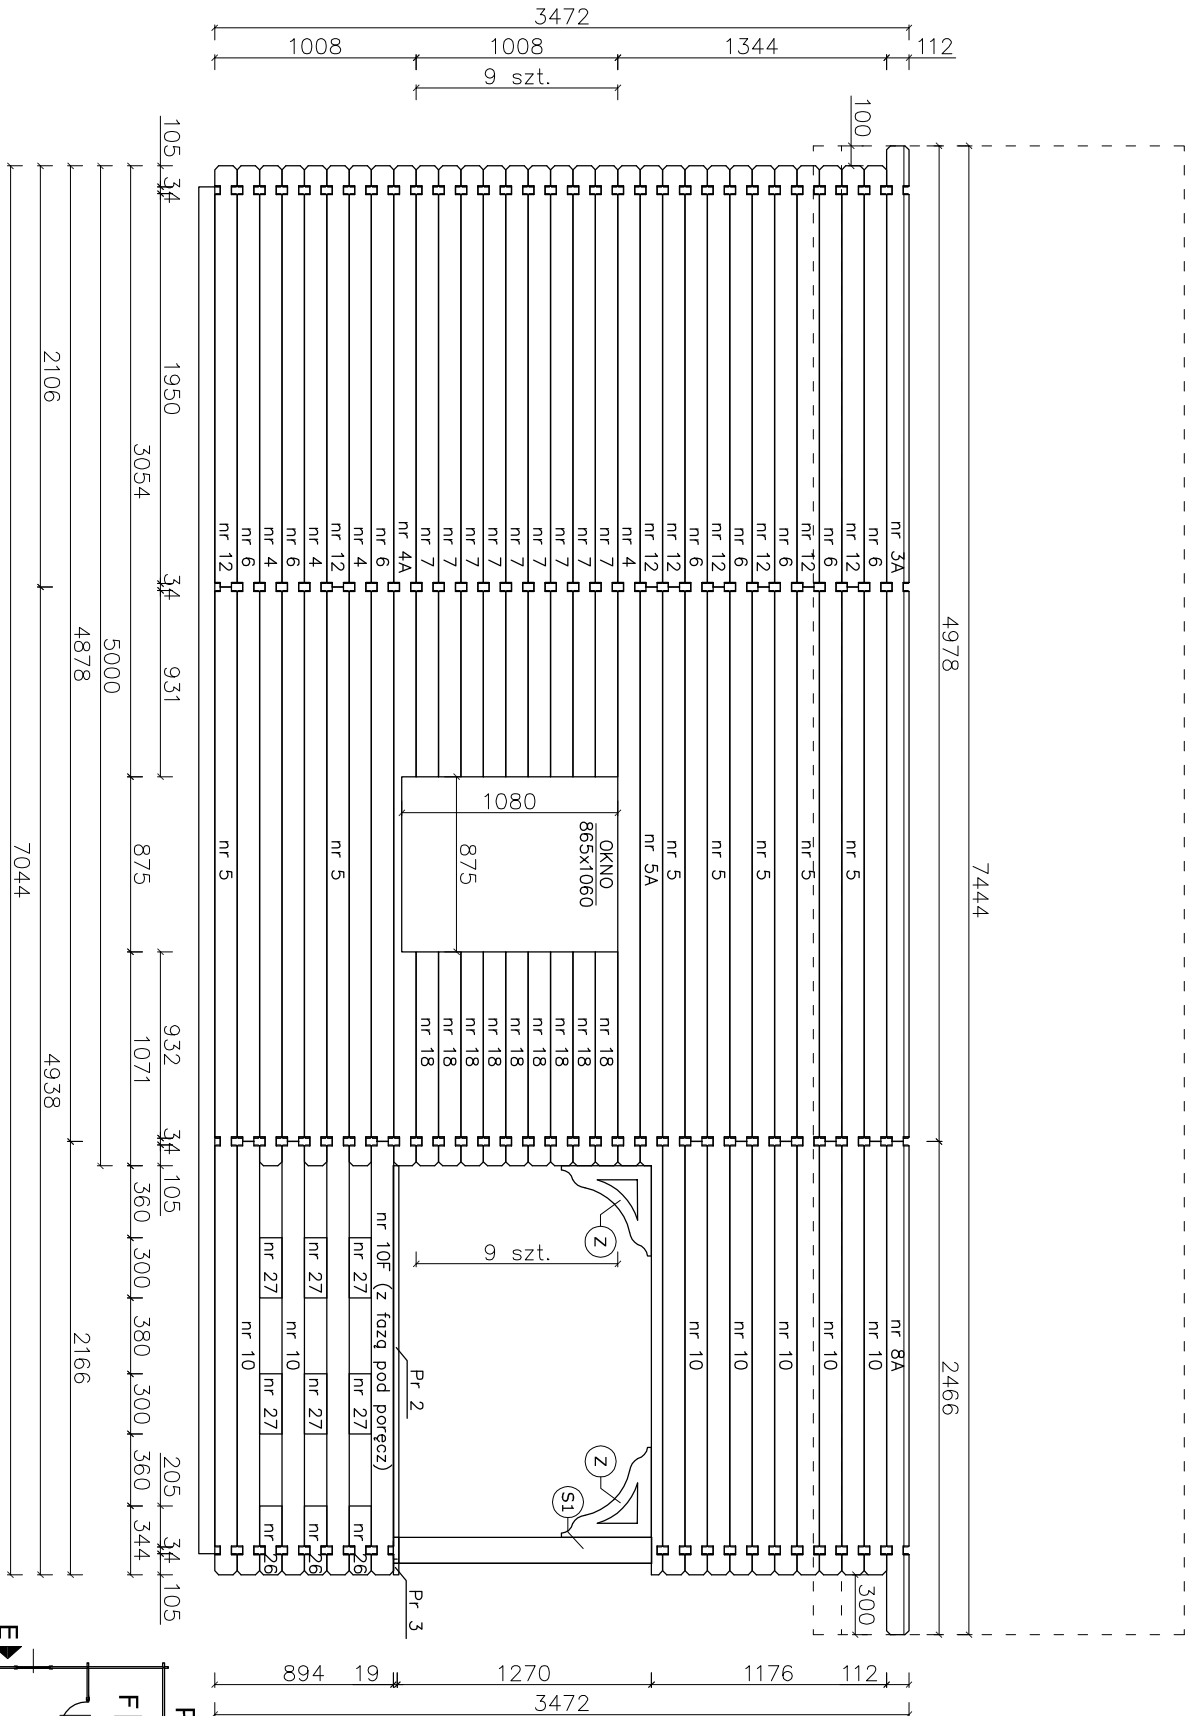 3472
1008
1008
1344
112
9 szt.
100
4978
2466
7444
nr 3A
nr 6
nr 12
nr 6
nr 12
nr 6
nr 12
nr 6
nr 12
nr 6
nr 12
nr 12
nr 4
nr 7
nr 7
nr 7
nr 7
nr 7
nr 7
nr 7
nr 7
nr 7
nr 4A
nr 6
nr 4
nr 12
nr 4
nr 6
nr 4
nr 6
nr 12
nr 5
nr 5
nr 5
nr 5
nr 5
nr 5A
OKNO
865x1060
1080
875
nr 5
nr 5
nr 18
nr 18
nr 18
nr 18
nr 18
nr 18
nr 18
nr 18
nr 18
nr 8A
nr 10
nr 10
nr 10
nr 10
nr 10
Z
Z
S1
9 szt.
Pr 2
Pr 3
nr 10F (z fazą pod poręcz)
nr 27
nr 27
nr 26
nr 10
nr 27
nr 27
nr 26
nr 27
nr 27
nr 26
nr 10
300
105
34
1950
34
931
932
34
105
205
34
105
3054
875
1071
360
300
380
300
360
344
5000
4878
2166
2106
4938
7044
894
19
1270
1176
112
3472
E
F
F